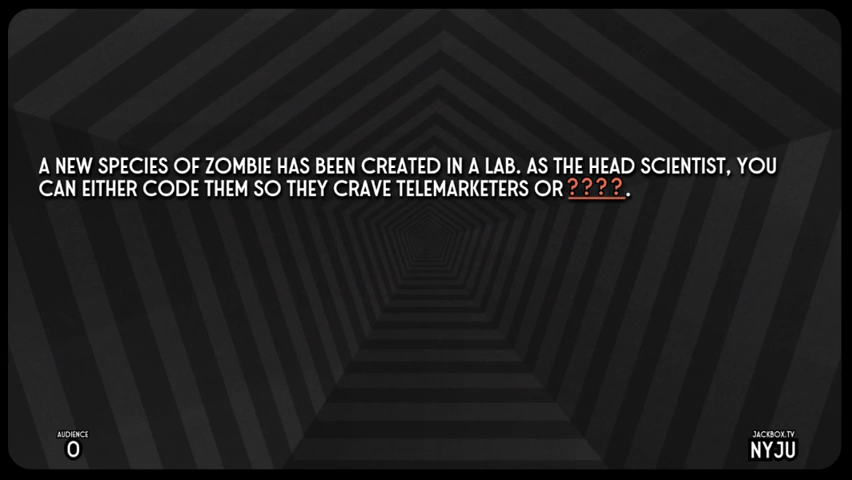 A NEW SPECIES OF ZOMBIE HAS BEEN CREATED IN A LAB. AS THE HEAD SCIENTIST, YOU
CAN EITHER CODE THEM SO THEY CRAVE TELEMARKETERS OR ????.
AUDIENCE
0
JACKBOX.TV
NYJU